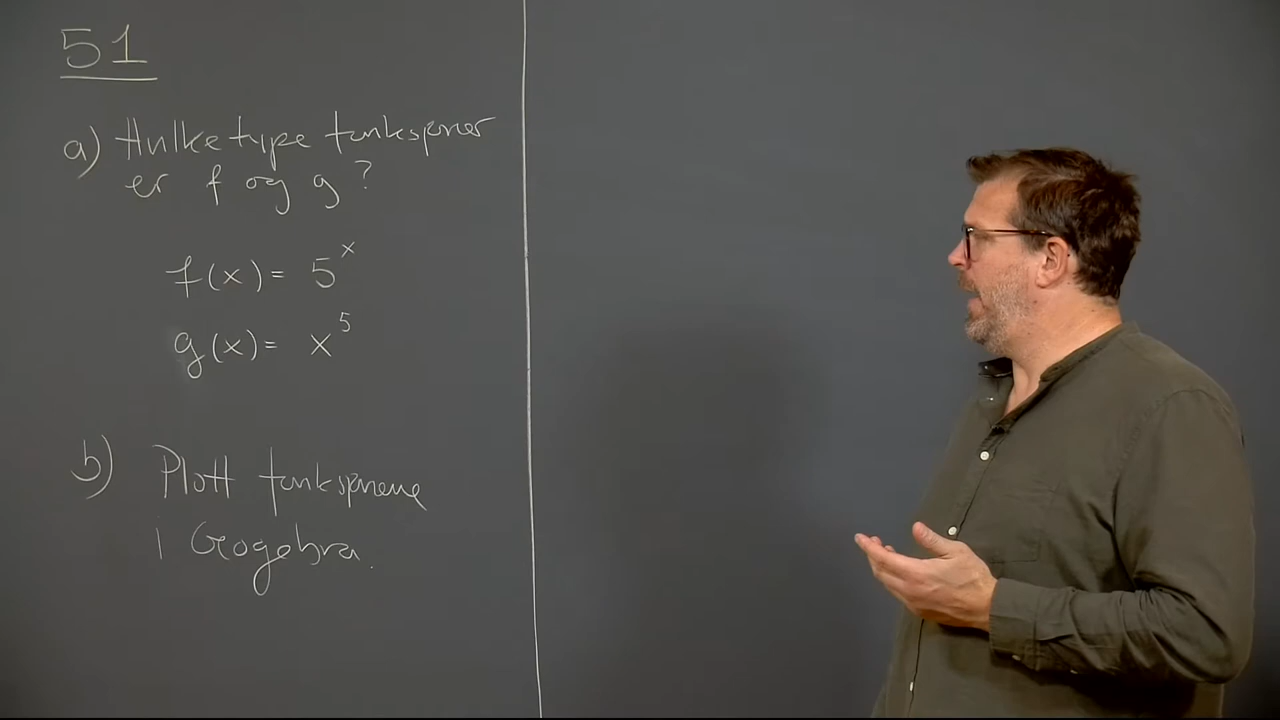 51
a) Hvilke type funksjoner
er f og g?
f(x) = 5^x
g(x) = x^5
b) Plott funksjonene
i Geogebra.